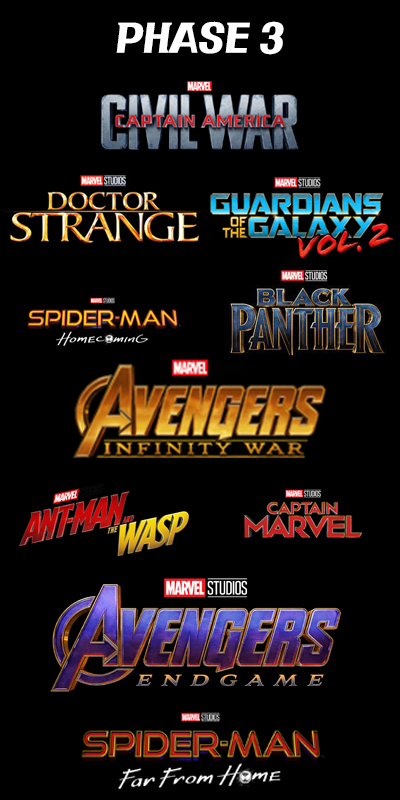 PHASE 3
MARVEL
CIVIL WAR
CAPTAIN AMERICA
MARVEL STUDIOS
DOCTOR
STRANGE
MARVEL STUDIOS
GUARDIANS
OF THE GALAXY
VOL. 2
MARVEL STUDIOS
SPIDER-MAN
HOMECOMING
MARVEL STUDIOS
BLACK
PANTHER
MARVEL
AVENGERS
INFINITY WAR
MARVEL
ANT-MAN
AND THE WASP
MARVEL STUDIOS
CAPTAIN
MARVEL
MARVEL STUDIOS
AVENGERS
ENDGAME
MARVEL STUDIOS
SPIDER-MAN
Far From Home